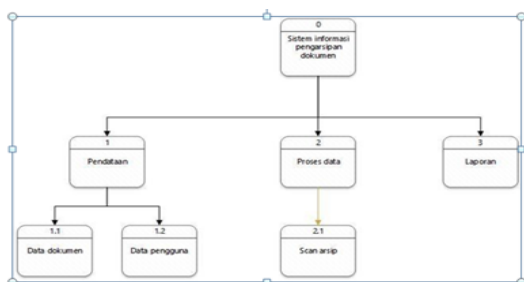 0
Sistem informasi
pengarsipan
dokumen
1
Pendataan
2
Proses data
3
Laporan
1.1
Data dokumen
1.2
Data pengguna
2.1
Scan arsip